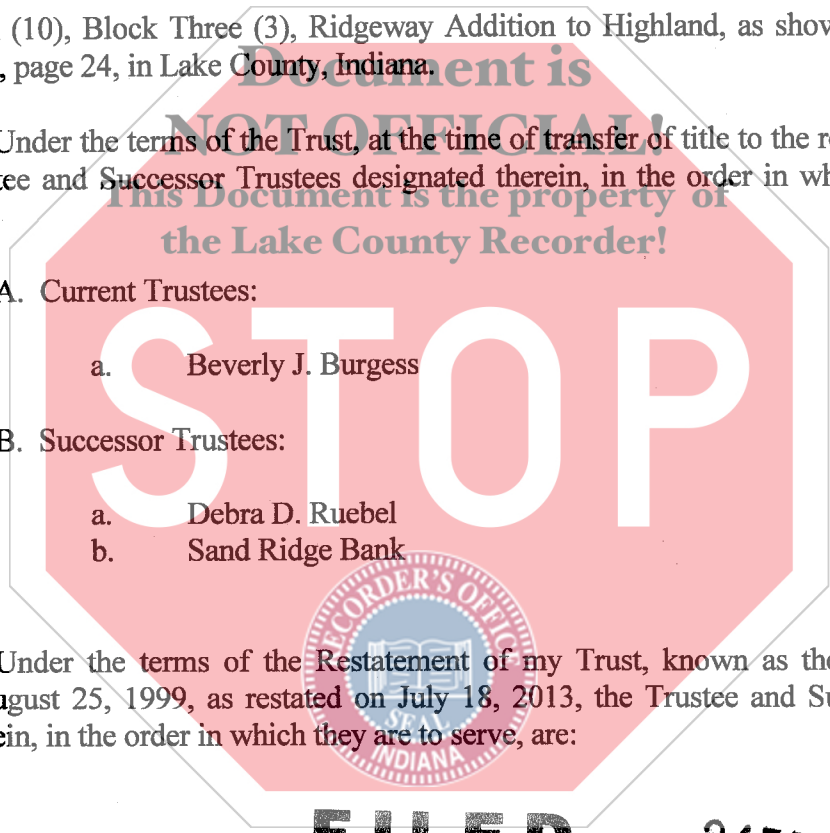 (10), Block Three (3), Ridgeway Addition to Highland, as show
, page 24, in Lake County, Indiana.
Document is
NOT OFFICIAL!
Under the terms of the Trust, at the time of transfer of title to the r
tee and Successor Trustees designated therein, in the order in wh
This Document is the property of
the Lake County Recorder!
A. Current Trustees:
STOP
a. Beverly J. Burgess
B. Successor Trustees:
a. Debra D. Ruebel
b. Sand Ridge Bank
RECORDER'S OFFICE
SEAL
INDIANA
Under the terms of the Restatement of my Trust, known as the
ugust 25, 1999, as restated on July 18, 2013, the Trustee and Su
ein, in the order in which they are to serve, are:
FILED